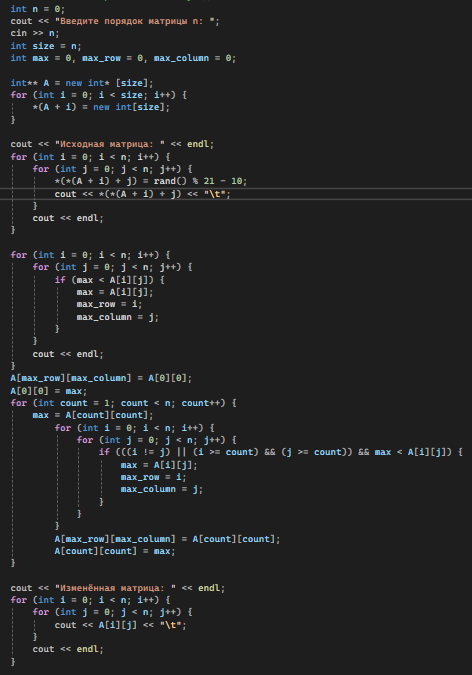 int n = 0;
cout << "Введите порядок матрицы n: ";
cin >> n;
int size = n;
int max = 0, max_row = 0, max_column = 0;
int** A = new int* [size];
for (int i = 0; i < size; i++) {
*(A + i) = new int[size];
}
cout << "Исходная матрица: " << endl;
for (int i = 0; i < n; i++) {
for (int j = 0; j < n; j++) {
*(*(A + i) + j) = rand() % 21 - 10;
cout << *(*(A + i) + j) << "\t";
}
cout << endl;
}
for (int i = 0; i < n; i++) {
for (int j = 0; j < n; j++) {
if (max < A[i][j]) {
max = A[i][j];
max_row = i;
max_column = j;
}
}
cout << endl;
}
A[max_row][max_column] = A[0][0];
A[0][0] = max;
for (int count = 1; count < n; count++) {
max = A[count][count];
for (int i = 0; i < n; i++) {
for (int j = 0; j < n; j++) {
if (((i != j) || (i >= count) && (j >= count)) && max < A[i][j]) {
max = A[i][j];
max_row = i;
max_column = j;
}
}
}
A[max_row][max_column] = A[count][count];
A[count][count] = max;
}
cout << "Изменённая матрица: " << endl;
for (int i = 0; i < n; i++) {
for (int j = 0; j < n; j++) {
cout << A[i][j] << "\t";
}
cout << endl;
}